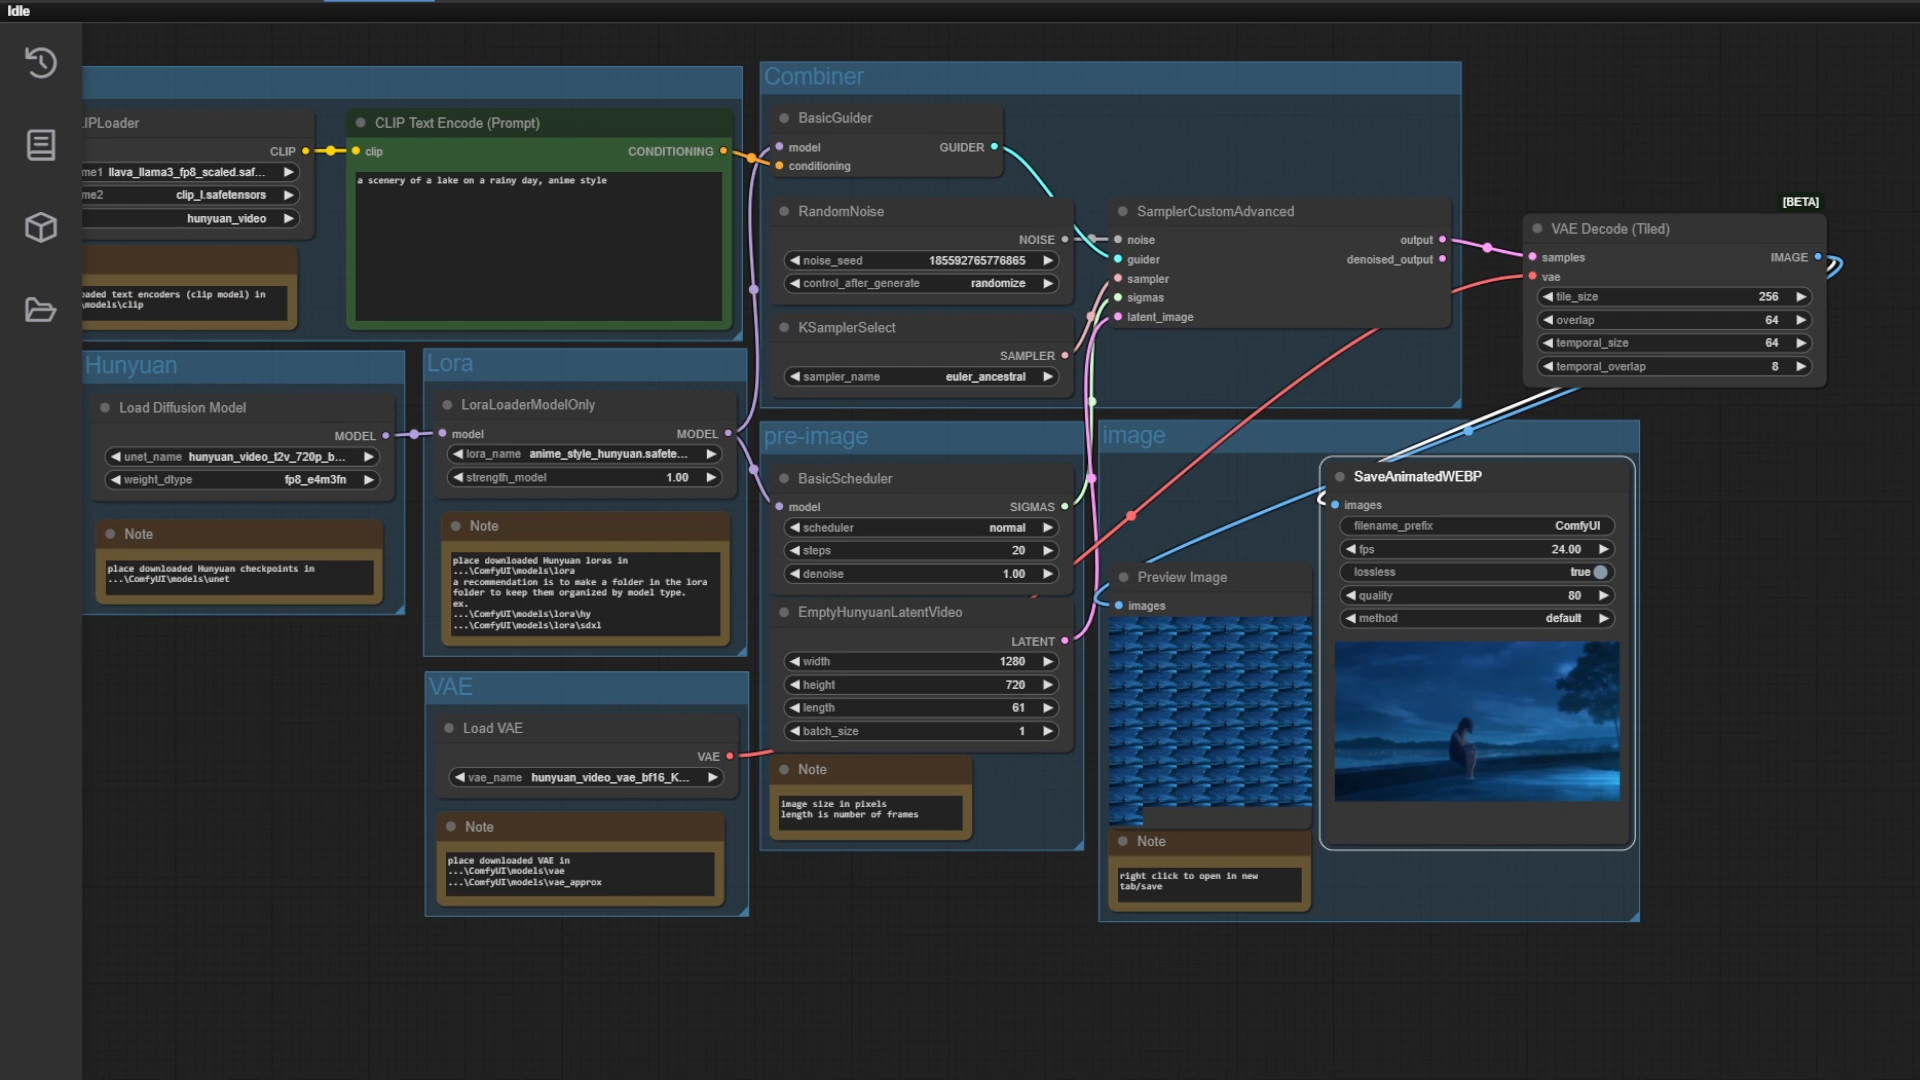 Idle
IPLoader
CLIP
me1 llava_llama3_fp8_scaled.saf...
me2 clip_l.safetensors
hunyuan_video
aded text encoders (clip model) in
\models\clip
CLIP Text Encode (Prompt)
clip CONDITIONING
a scenery of a lake on a rainy day, anime style
Combiner
BasicGuider
model GUIDER
conditioning
RandomNoise
NOISE
noise_seed 185592765776865
control_after_generate randomize
KSamplerSelect
SAMPLER
sampler_name euler_ancestral
SamplerCustomAdvanced
noise output
guider denoised_output
sampler
sigmas
latent_image
[BETA]
VAE Decode (Tiled)
samples IMAGE
vae
tile_size 256
overlap 64
temporal_size 64
temporal_overlap 8
Hunyuan
Load Diffusion Model
MODEL
unet_name hunyuan_video_t2v_720p_b...
weight_dtype fp8_e4m3fn
Note
place downloaded Hunyuan checkpoints in
...\ComfyUI\models\unet
Lora
LoraLoaderModelOnly
model MODEL
lora_name anime_style_hunyuan.safete...
strength_model 1.00
Note
place downloaded Hunyuan loras in
...\ComfyUI\models\lora
a recommendation is to make a folder in the lora
folder to keep them organized by model type.
ex.
...\ComfyUI\models\lora\hy
...\ComfyUI\models\lora\sdxl
VAE
Load VAE
VAE
vae_name hunyuan_video_vae_bf16_K...
Note
place downloaded VAE in
...\ComfyUI\models\vae
...\ComfyUI\models\vae_approx
pre-image
BasicScheduler
model SIGMAS
scheduler normal
steps 20
denoise 1.00
EmptyHunyuanLatentVideo
LATENT
width 1280
height 720
length 61
batch_size 1
Note
image size in pixels
length is number of frames
image
Preview Image
images
Note
right click to open in new
tab/save
SaveAnimatedWEBP
images
filename_prefix ComfyUI
fps 24.00
lossless true
quality 80
method default